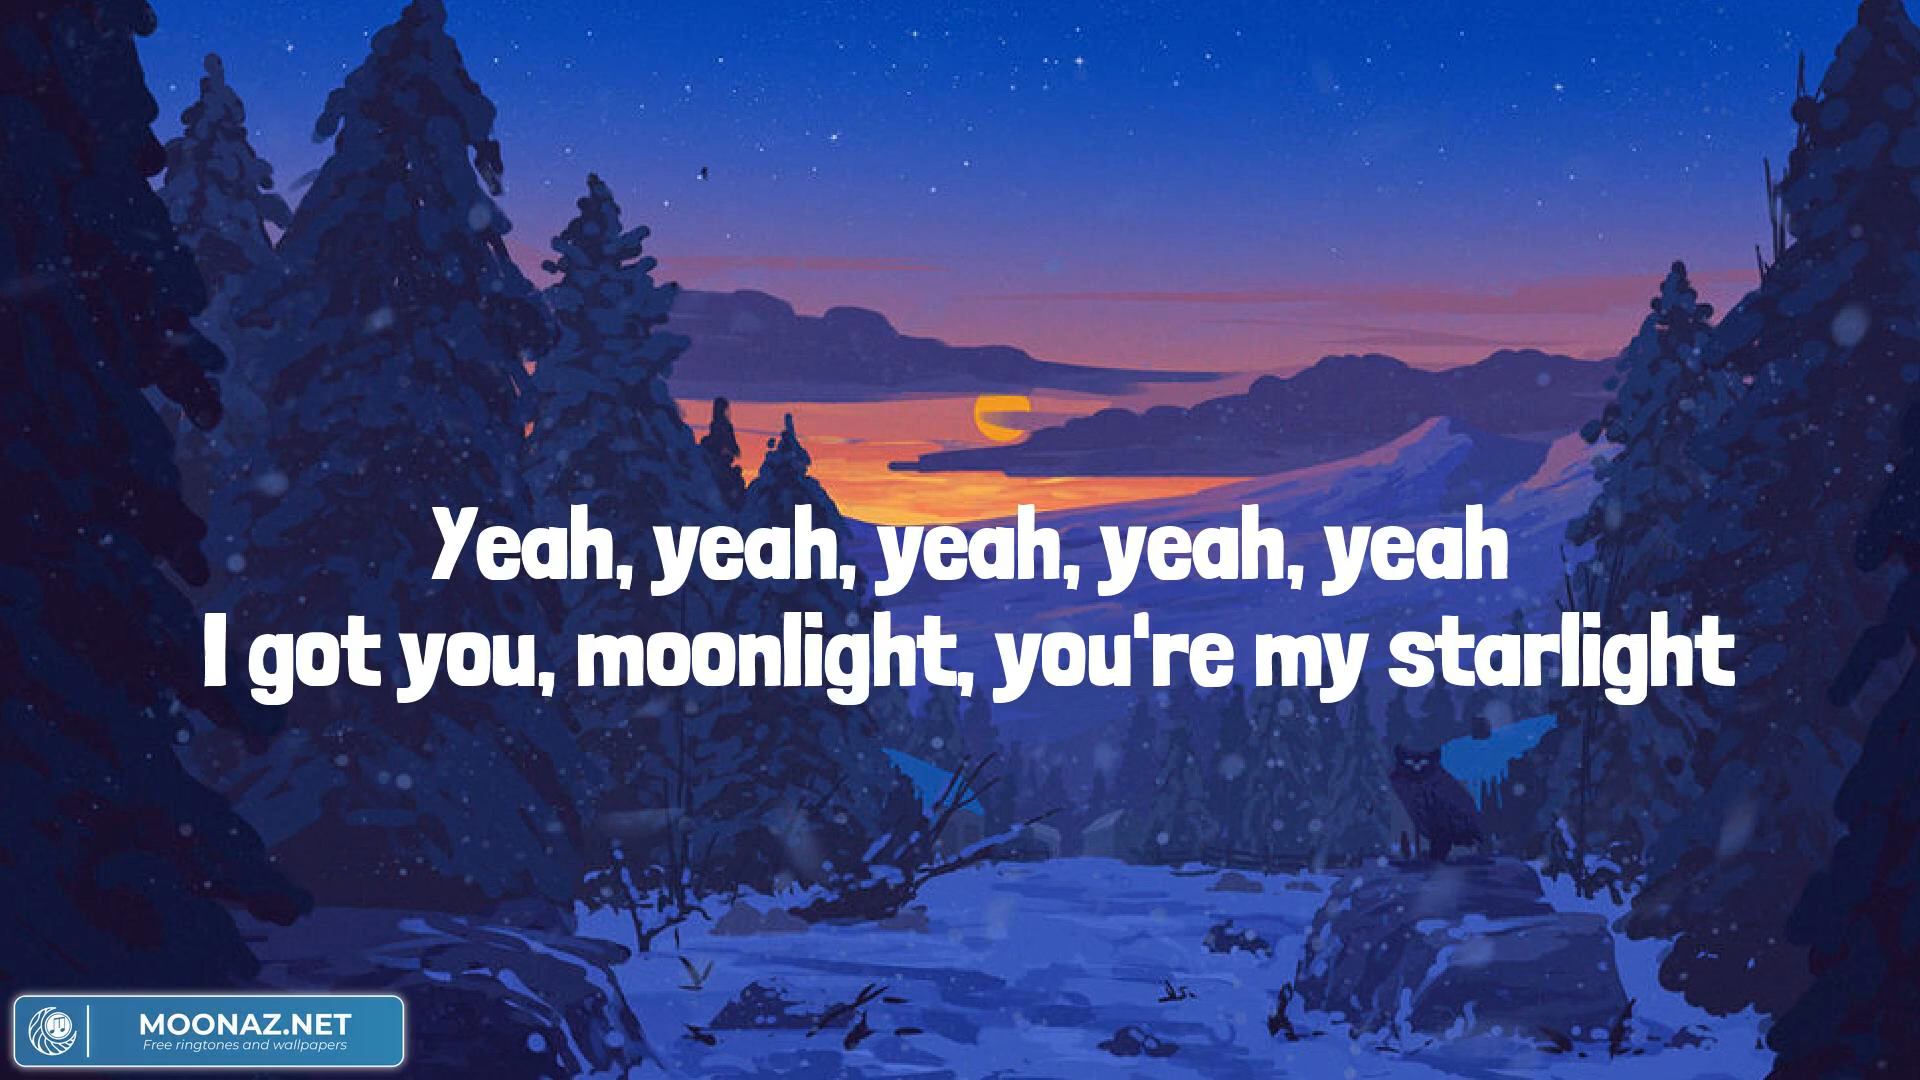 Yeah, yeah, yeah, yeah, yeah
I got you, moonlight, you're my starlight
MOONAZ.NET
Free ringtones and wallpapers